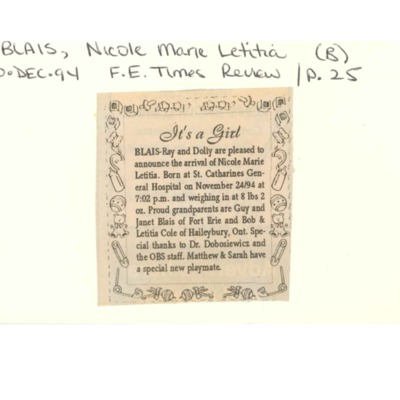 BLAIS, Nicole Marie Letitia (B)
DEC.94 F.E. Times Review / p. 25
It's a Girl
BLAIS-Ray and Dolly are pleased to
announce the arrival of Nicole Marie
Letitia. Born at St. Catharines Gen-
eral Hospital on November 24/94 at
7:02 p.m. and weighing in at 8 lbs 2
oz. Proud grandparents are Guy and
Janet Blais of Fort Erie and Bob &
Letitia Cole of Haileybury, Ont. Spe-
cial thanks to Dr. Dobosiewicz and
the OBS staff. Matthew & Sarah have
a special new playmate.